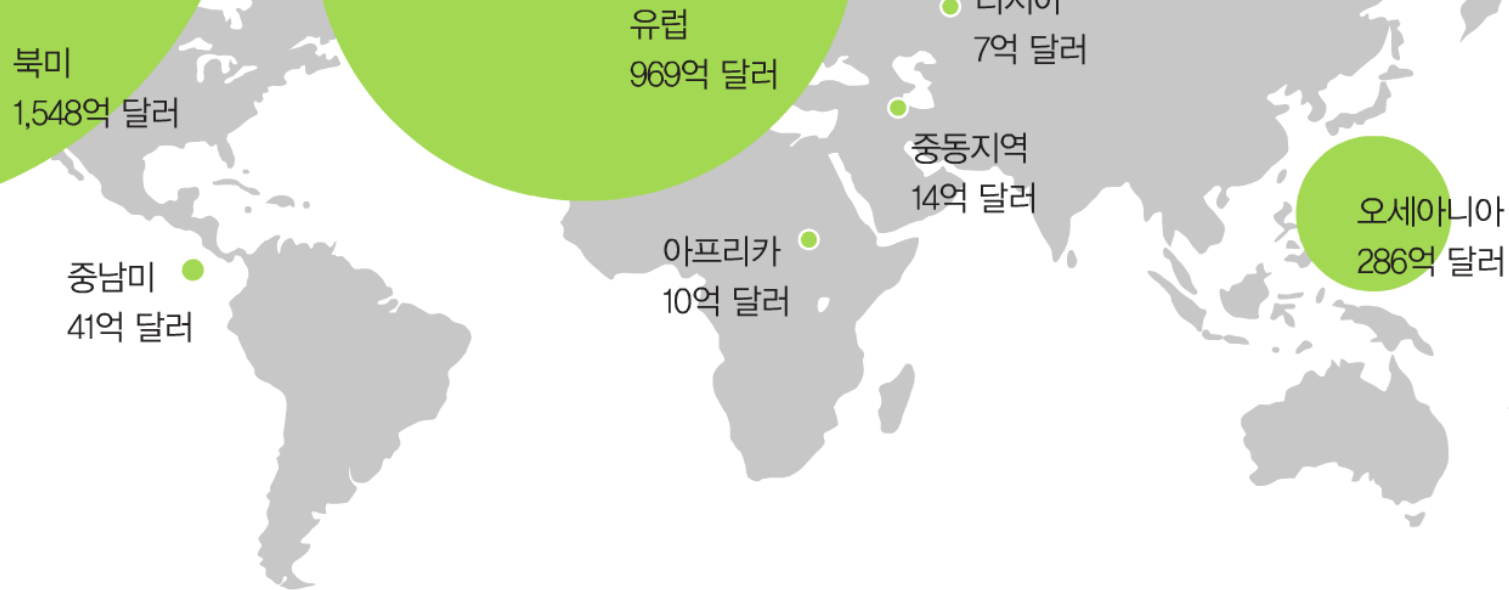 북미
1,548억 달러
유럽
969억 달러
7억 달러
중동지역
14억 달러
아프리카
10억 달러
중남미
41억 달러
오세아니아
286억 달러